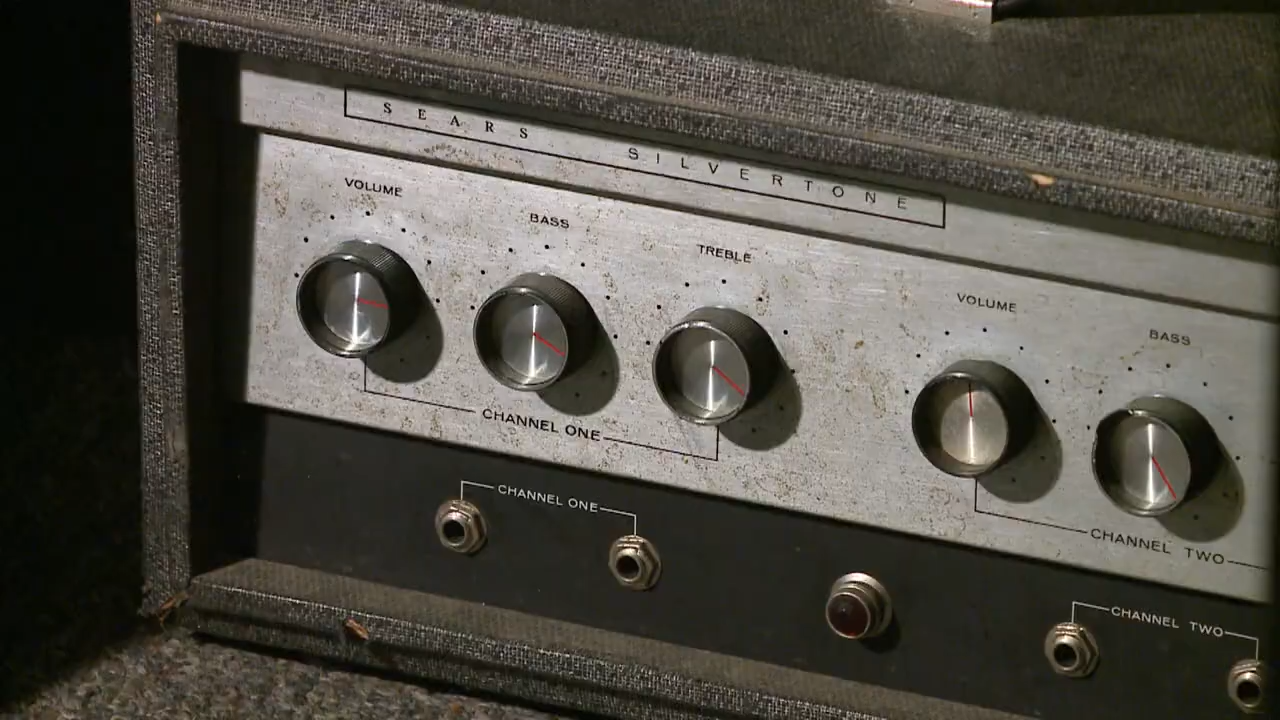 SEARS SILVERTONE
VOLUME
BASS
TREBLE
VOLUME
BASS
CHANNEL ONE
CHANNEL TWO
CHANNEL ONE
CHANNEL TWO